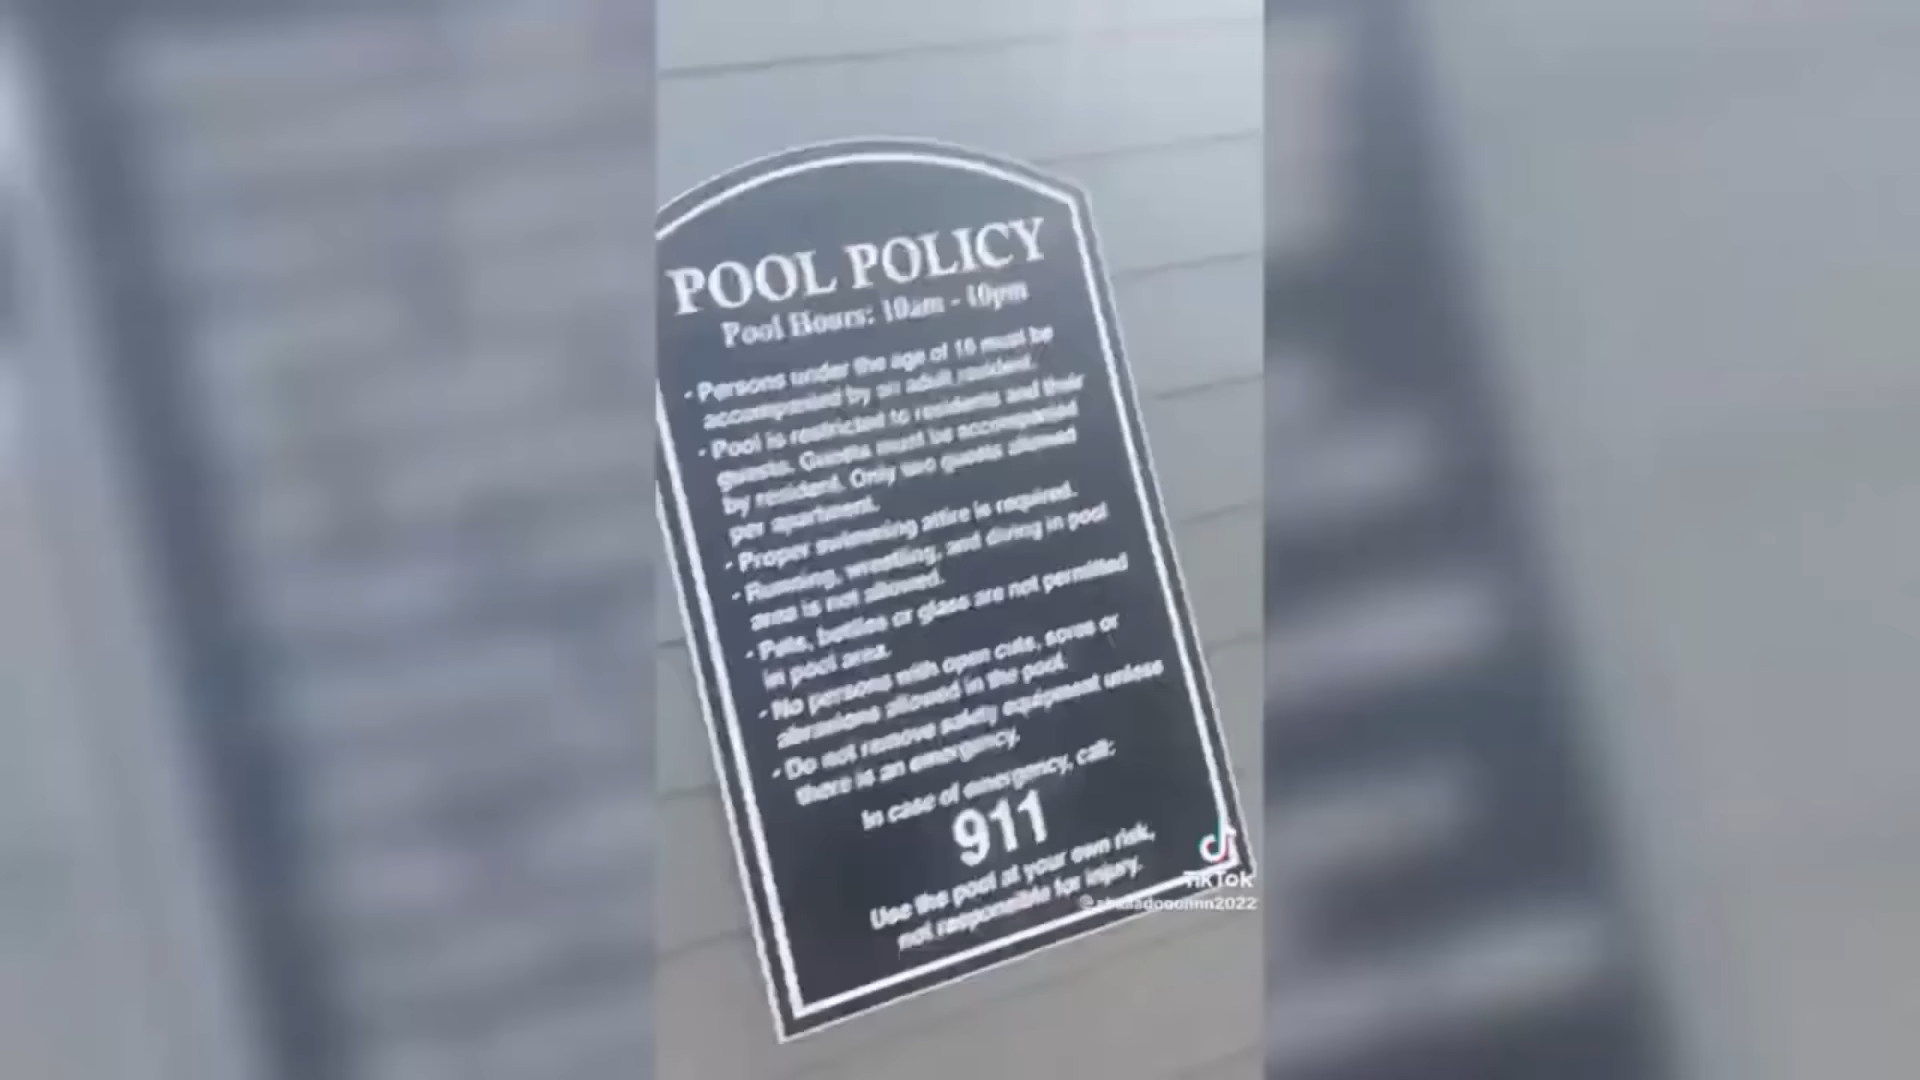 POOL POLICY
Pool Hours: 10am - 10pm
- Persons under the age of 16 must be
accompanied by an adult resident.
- Pool is restricted to residents and their
guests. Guests must be accompanied
by resident. Only two guests allowed
per apartment.
- Proper swimming attire is required.
- Running, wrestling, and diving in pool
area is not allowed.
- Pets, bottles or glass are not permitted
in pool area.
- No persons with open cuts, sores or
abrasions allowed in the pool.
- Do not remove safety equipment unless
there is an emergency.
In case of emergency, call:
911
Use the pool at your own risk,
not responsible for injury.
TikTok